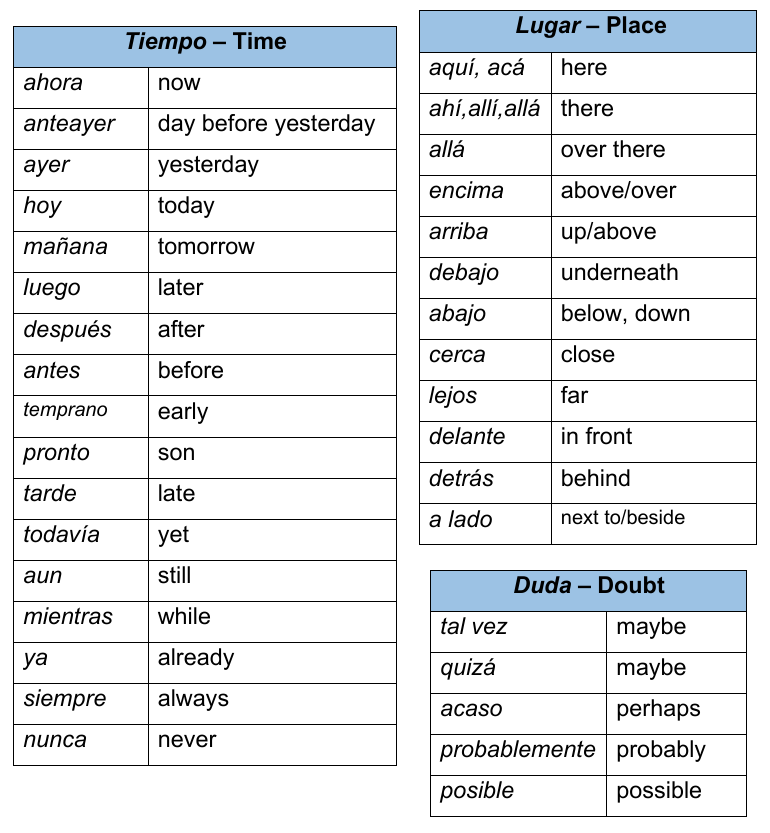 Tiempo – Time
ahora now
anteayer day before yesterday
ayer yesterday
hoy today
mañana tomorrow
luego later
después after
antes before
temprano early
pronto son
tarde late
todavía yet
aun still
mientras while
ya already
siempre always
nunca never
Lugar – Place
aquí, acá here
ahí,allí,allá there
allá over there
encima above/over
arriba up/above
debajo underneath
abajo below, down
cerca close
lejos far
delante in front
detrás behind
a lado next to/beside
Duda – Doubt
tal vez maybe
quizá maybe
acaso perhaps
probablemente probably
posible possible